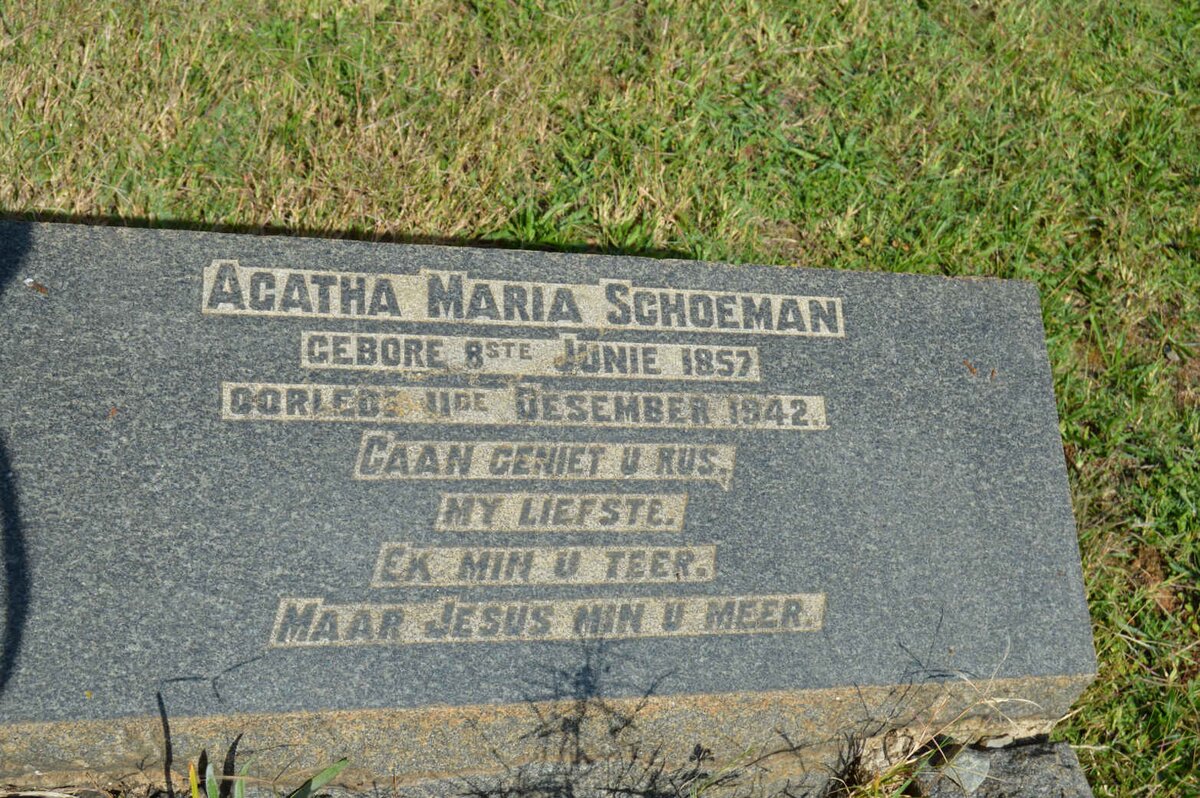 AGATHA MARIA SCHOEMAN
GEBORE 8STE JUNIE 1857
OORLEDE 11DE DESEMBER 1942.
GAAN GENIET U RUS,
MY LIEFSTE.
EK MIN U TEER.
MAAR JESUS MIN U MEER.